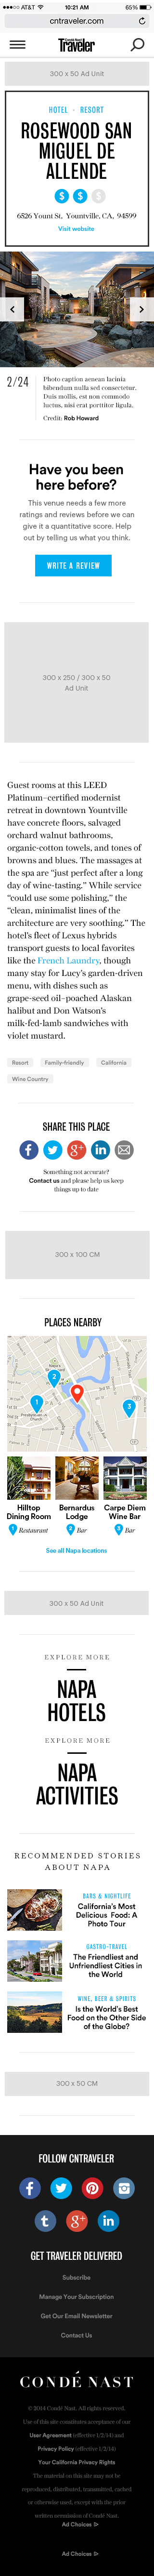 AT&T 10:21 AM 65%
cntraveler.com
Traveler
300 x 50 Ad Unit
HOTEL · RESORT
ROSEWOOD SAN
MIGUEL DE
ALLENDE
$ $ $
6526 Yount St. Yountville, CA, 94599
Visit website
2/24
Photo caption aenean lacinia
bibendum nulla sed consectetur.
Duis mollis, est non commodo
luctus, nisi erat porttitor ligula,
Credit: Rob Howard
Have you been
here before?
This venue needs a few more
ratings and reviews before we can
give it a quantitative score. Help
out by telling us what you think.
WRITE A REVIEW
300 x 250 / 300 x 50
Ad Unit
Guest rooms at this LEED
Platinum–certified modernist
retreat in downtown Yountville
have concrete floors, salvaged
orchard walnut bathrooms,
organic-cotton towels, and tones of
browns and blues. The massages at
the spa are “just perfect after a long
day of wine-tasting.” While service
“could use some polishing,” the
“clean, minimalist lines of the
architecture are very soothing.” The
hotel’s fleet of Lexus hybrids
transport guests to local favorites
like the French Laundry, though
many stay for Lucy’s garden-driven
menu, with dishes such as
grape-seed oil–poached Alaskan
halibut and Don Watson’s
milk-fed-lamb sandwiches with
violet mustard.
Resort Family-friendly California
Wine Country
SHARE THIS PLACE
Something not accurate?
Contact us and please help us keep
things up to date
300 x 100 CM
PLACES NEARBY
1
2
3
Hilltop
Dining Room
1 Restaurant
Bernardus
Lodge
2 Bar
Carpe Diem
Wine Bar
3 Bar
See all Napa locations
300 x 50 Ad Unit
EXPLORE MORE
NAPA
HOTELS
EXPLORE MORE
NAPA
ACTIVITIES
RECOMMENDED STORIES
ABOUT NAPA
BARS & NIGHTLIFE
California's Most
Delicious Food: A
Photo Tour
GASTRO-TRAVEL
The Friendliest and
Unfriendliest Cities in
the World
WINE, BEER & SPIRITS
Is the World's Best
Food on the Other Side
of the Globe?
300 x 50 CM
FOLLOW CNTRAVELER
GET TRAVELER DELIVERED
Subscribe
Manage Your Subscription
Get Our Email Newsletter
Contact Us
CONDÉ NAST
© 2014 Condé Nast. All rights reserved.
Use of this site constitutes acceptance of our
User Agreement (effective 1/2/14) and
Privacy Policy (effective 1/2/14)
Your California Privacy Rights
The material on this site may not be
reproduced, distributed, transmitted, cached
or otherwise used, except with the prior
written permission of Condé Nast.
Ad Choices
Ad Choices